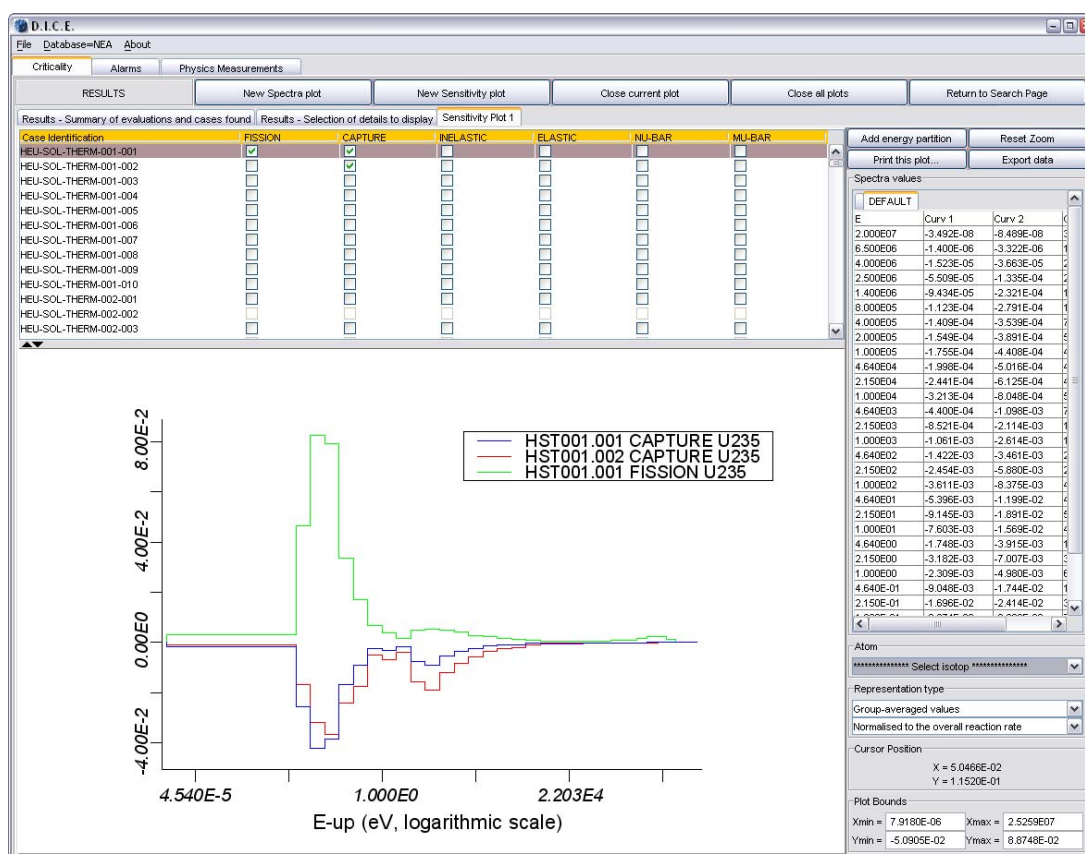 D.I.C.E.
File Database=NEA About
Criticality Alarms Physics Measurements
RESULTS New Spectra plot New Sensitivity plot Close current plot Close all plots Return to Search Page
Results - Summary of evaluations and cases found Results - Selection of details to display Sensitivity Plot 1
Case Identification FISSION CAPTURE INELASTIC ELASTIC NU-BAR MU-BAR
HEU-SOL-THERM-001-001
HEU-SOL-THERM-001-002
HEU-SOL-THERM-001-003
HEU-SOL-THERM-001-004
HEU-SOL-THERM-001-005
HEU-SOL-THERM-001-006
HEU-SOL-THERM-001-007
HEU-SOL-THERM-001-008
HEU-SOL-THERM-001-009
HEU-SOL-THERM-001-010
HEU-SOL-THERM-002-001
HEU-SOL-THERM-002-002
HEU-SOL-THERM-002-003
8.00E-2
4.00E-2
0.00E0
-4.00E-2
HST001.001 CAPTURE U235
HST001.002 CAPTURE U235
HST001.001 FISSION U235
4.540E-5 1.000E0 2.203E4
E-up (eV, logarithmic scale)
Add energy partition Reset Zoom
Print this plot... Export data
Spectra values
DEFAULT
E Curv 1 Curv 2
2.000E07 -3.492E-08 -8.489E-08
6.500E06 -1.400E-06 -3.322E-06
4.000E06 -1.523E-05 -3.663E-05
2.500E06 -5.509E-05 -1.335E-04
1.400E06 -9.434E-05 -2.321E-04
8.000E05 -1.123E-04 -2.791E-04
4.000E05 -1.409E-04 -3.539E-04
2.000E05 -1.549E-04 -3.891E-04
1.000E05 -1.755E-04 -4.408E-04
4.640E04 -1.998E-04 -5.016E-04
2.150E04 -2.441E-04 -6.125E-04
1.000E04 -3.213E-04 -8.048E-04
4.640E03 -4.400E-04 -1.098E-03
2.150E03 -8.521E-04 -2.114E-03
1.000E03 -1.061E-03 -2.614E-03
4.640E02 -1.422E-03 -3.461E-03
2.150E02 -2.454E-03 -5.880E-03
1.000E02 -3.611E-03 -8.375E-03
4.640E01 -5.396E-03 -1.199E-02
2.150E01 -9.145E-03 -1.891E-02
1.000E01 -7.603E-03 -1.569E-02
4.640E00 -1.748E-03 -3.915E-03
2.150E00 -3.182E-03 -7.007E-03
1.000E00 -2.309E-03 -4.980E-03
4.640E-01 -9.048E-03 -1.744E-02
2.150E-01 -1.696E-02 -2.414E-02
Atom
*************** Select isotop ***************
Representation type
Group-averaged values
Normalised to the overall reaction rate
Cursor Position
X = 5.0466E-02
Y = 1.1520E-01
Plot Bounds
Xmin = 7.9180E-06 Xmax = 2.5259E07
Ymin = -5.0905E-02 Ymax = 8.8748E-02